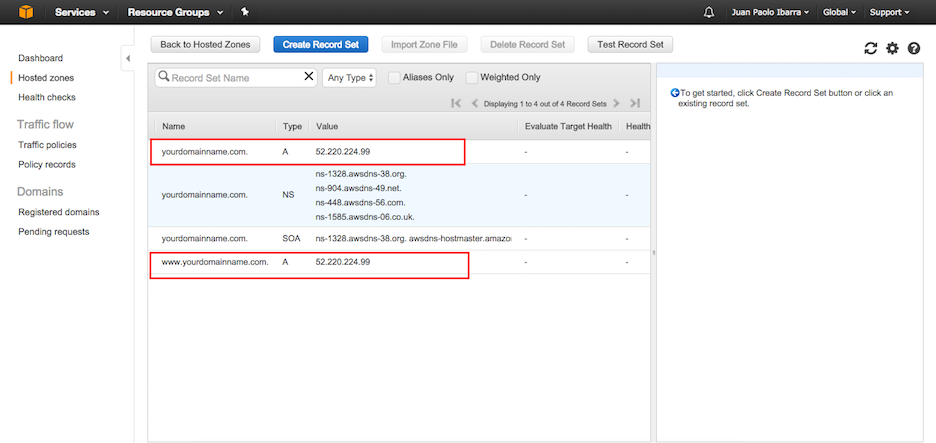 Services Resource Groups Juan Paolo Ibarra Global Support
Dashboard
Hosted zones
Health checks
Traffic flow
Traffic policies
Policy records
Domains
Registered domains
Pending requests
Back to Hosted Zones Create Record Set Import Zone File Delete Record Set Test Record Set
Record Set Name Any Type Aliases Only Weighted Only
Displaying 1 to 4 out of 4 Record Sets
Name Type Value Evaluate Target Health Health
yourdomainname.com. A 52.220.224.99 - -
yourdomainname.com. NS
ns-1328.awsdns-38.org.
ns-904.awsdns-49.net.
ns-448.awsdns-56.com.
ns-1585.awsdns-06.co.uk.
- -
yourdomainname.com. SOA ns-1328.awsdns-38.org. awsdns-hostmaster.amazo - -
www.yourdomainname.com. A 52.220.224.99 - -
To get started, click Create Record Set button or click an
existing record set.